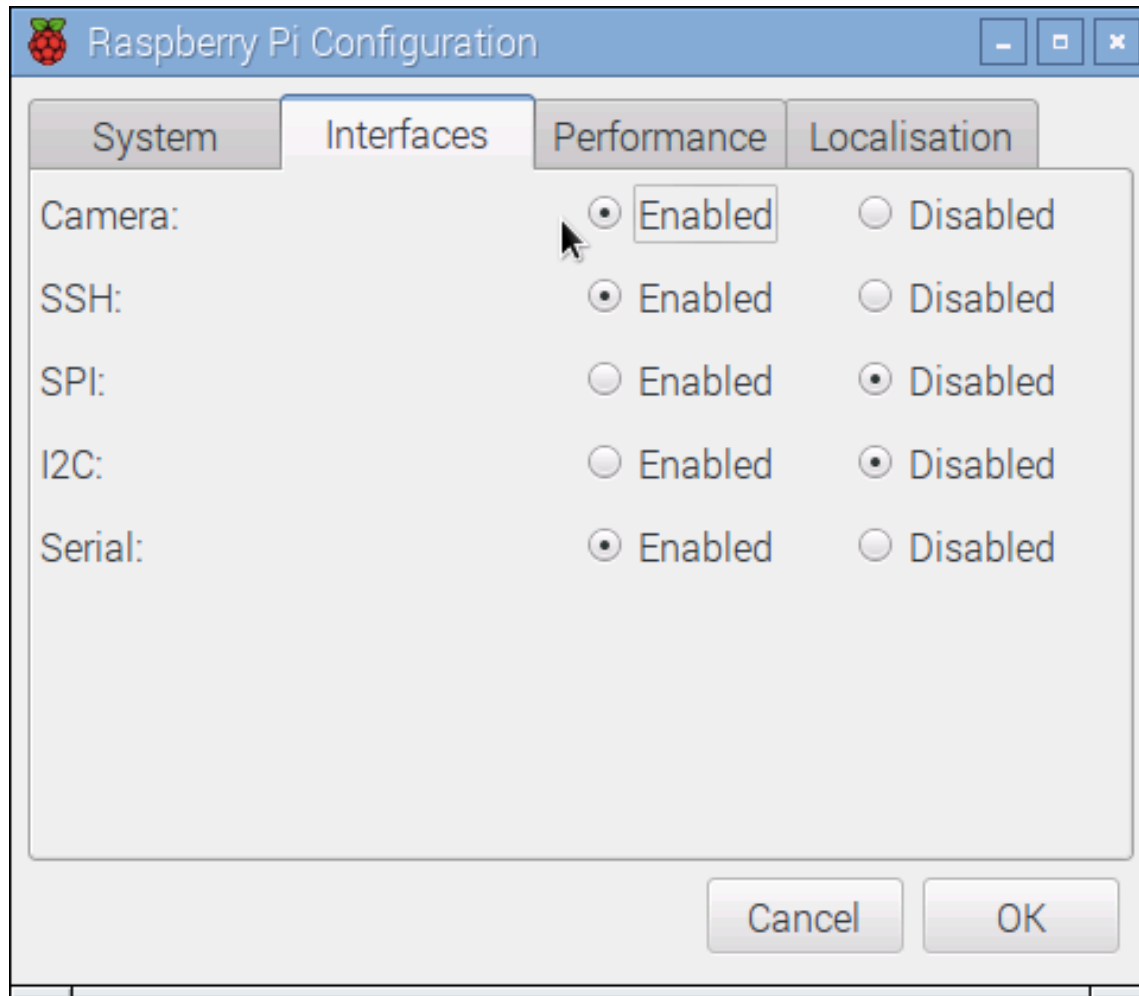 Raspberry Pi Configuration
System Interfaces Performance Localisation
Camera: Enabled Disabled
SSH: Enabled Disabled
SPI: Enabled Disabled
I2C: Enabled Disabled
Serial: Enabled Disabled
Cancel OK